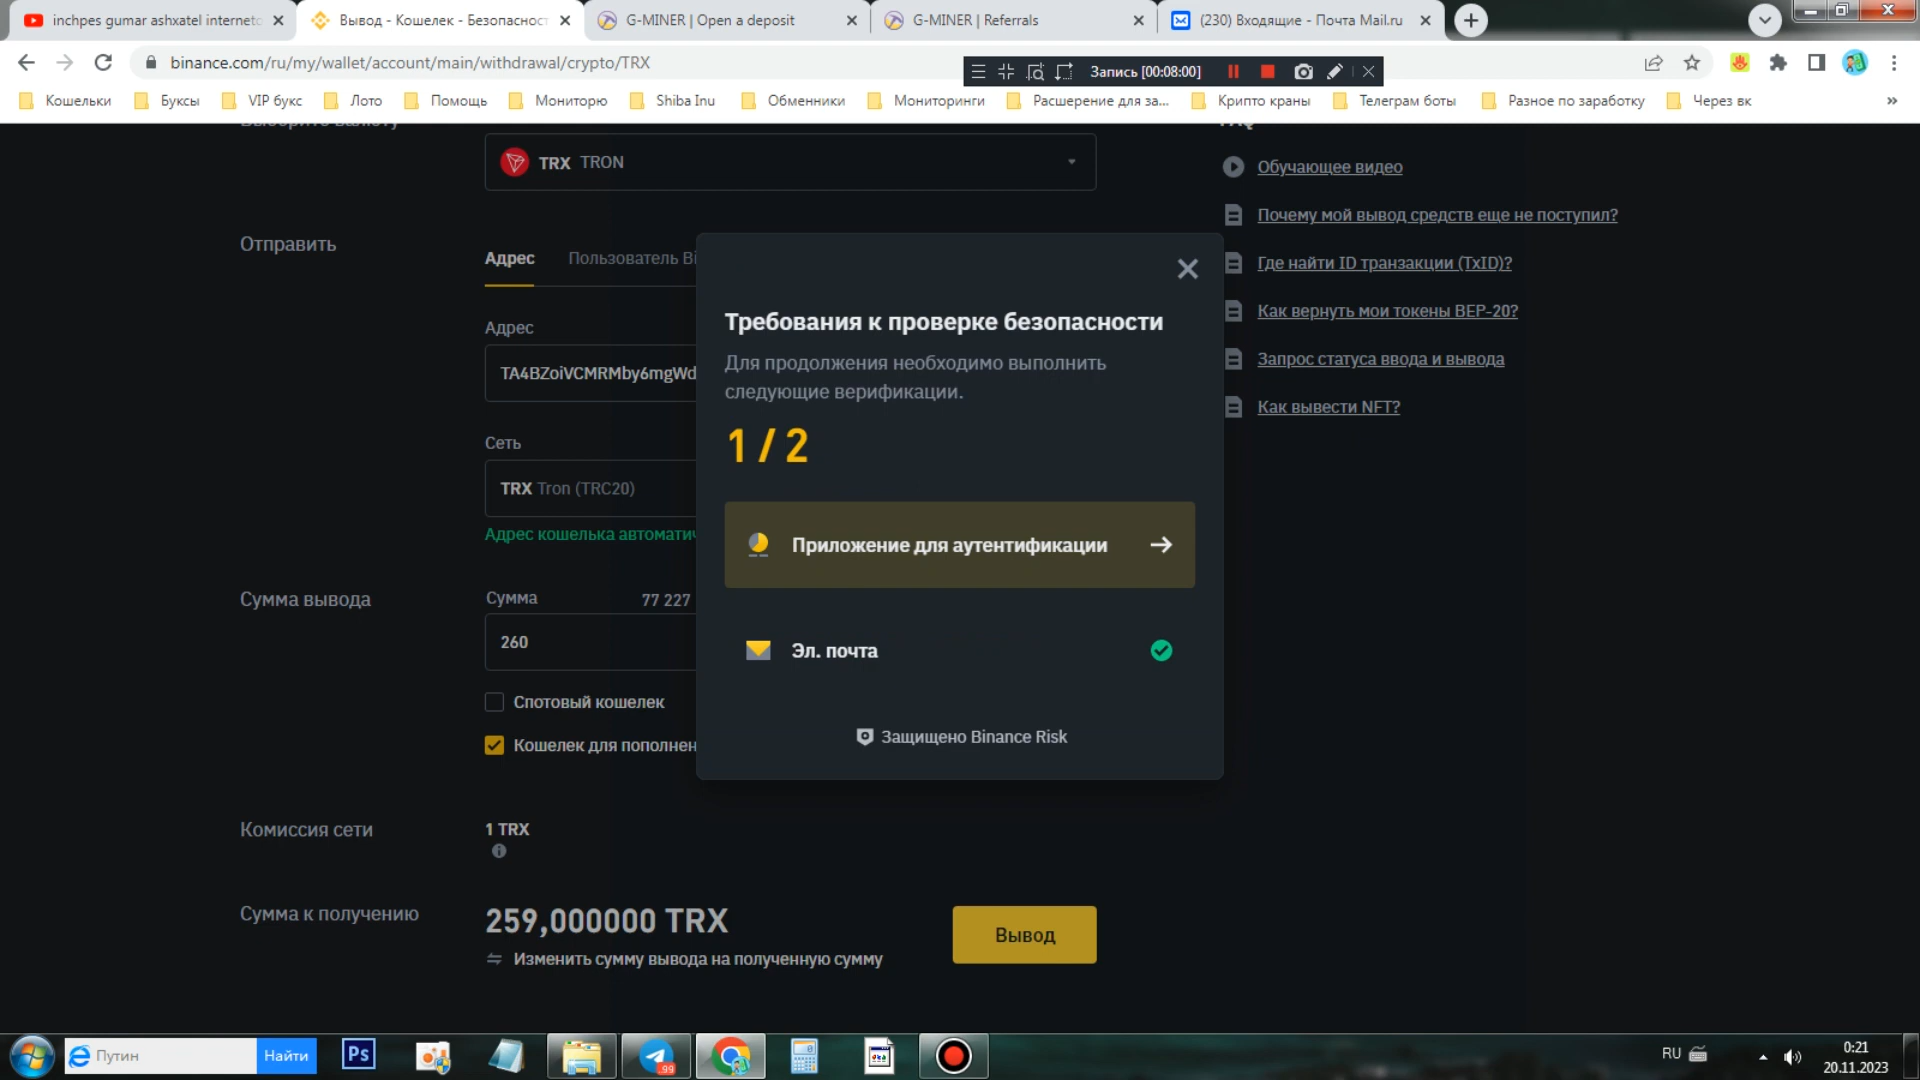 inchpes gumar ashxatel interneto
Вывод - Кошелек - Безопасност
G-MINER | Open a deposit
G-MINER | Referrals
(230) Входящие - Почта Mail.ru
binance.com/ru/my/wallet/account/main/withdrawal/crypto/TRX
Запись [00:08:00]
Кошельки
Буксы
VIP букс
Лото
Помощь
Мониторю
Shiba Inu
Обменники
Мониторинги
Расшерение для за...
Крипто краны
Телеграм боты
Разное по заработку
Через вк
»
TRX TRON
Обучающее видео
Почему мой вывод средств еще не поступил?
Где найти ID транзакции (TxID)?
Как вернуть мои токены BEP-20?
Запрос статуса ввода и вывода
Как вывести NFT?
Отправить
Адрес
Пользователь Bi
Адрес
TA4BZoiVCMRMby6mgWd
Сеть
TRX Tron (TRC20)
Адрес кошелька автоматич
Сумма вывода
Сумма
77 227
260
Спотовый кошелек
Кошелек для пополнен
Требования к проверке безопасности
Для продолжения необходимо выполнить
следующие верификации.
1 / 2
Приложение для аутентификации
Эл. почта
Защищено Binance Risk
Комиссия сети
1 TRX
Сумма к получению
259,000000 TRX
Изменить сумму вывода на полученную сумму
Вывод
Путин
Найти
Ps
99
RU
0:21
20.11.2023